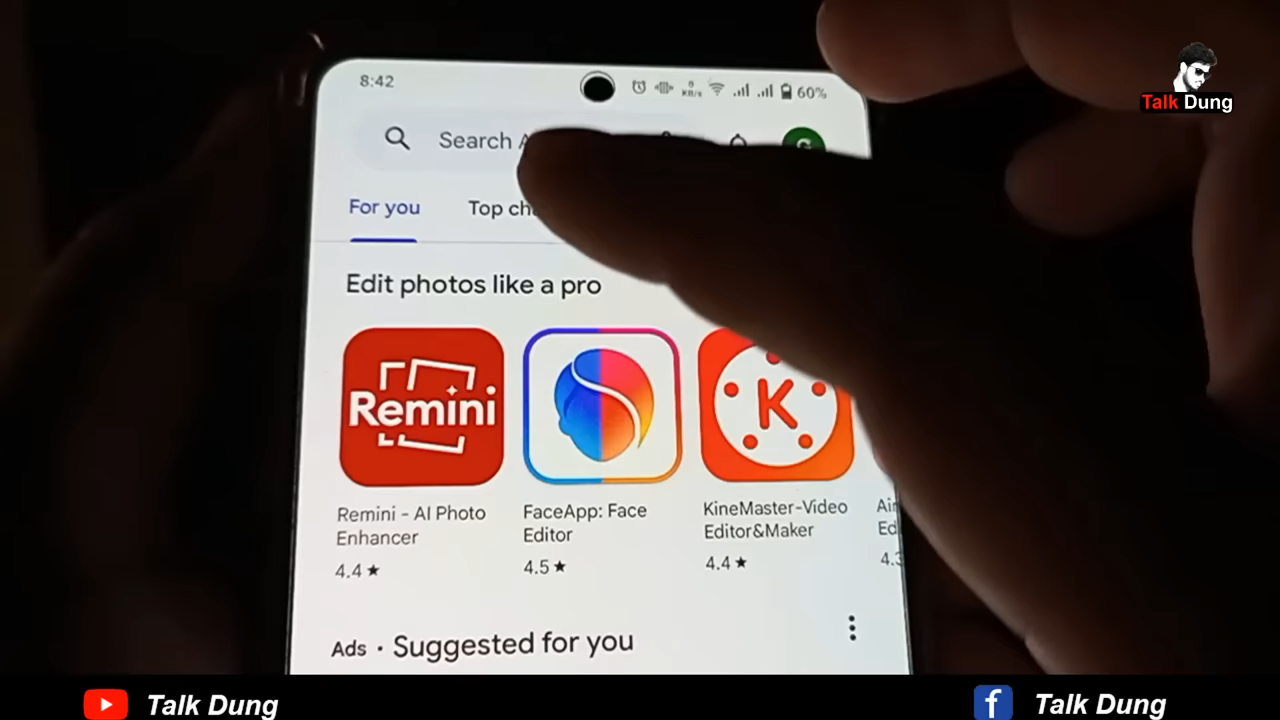 8:42
0
KB/s
60%
Talk Dung
Search
G
For you
Top
Edit photos like a pro
Remini
K
Remini - AI Photo
Enhancer
4.4 ★
FaceApp: Face
Editor
4.5 ★
KineMaster-Video
Editor&Maker
4.4 ★
Ads · Suggested for you
Talk Dung
f Talk Dung